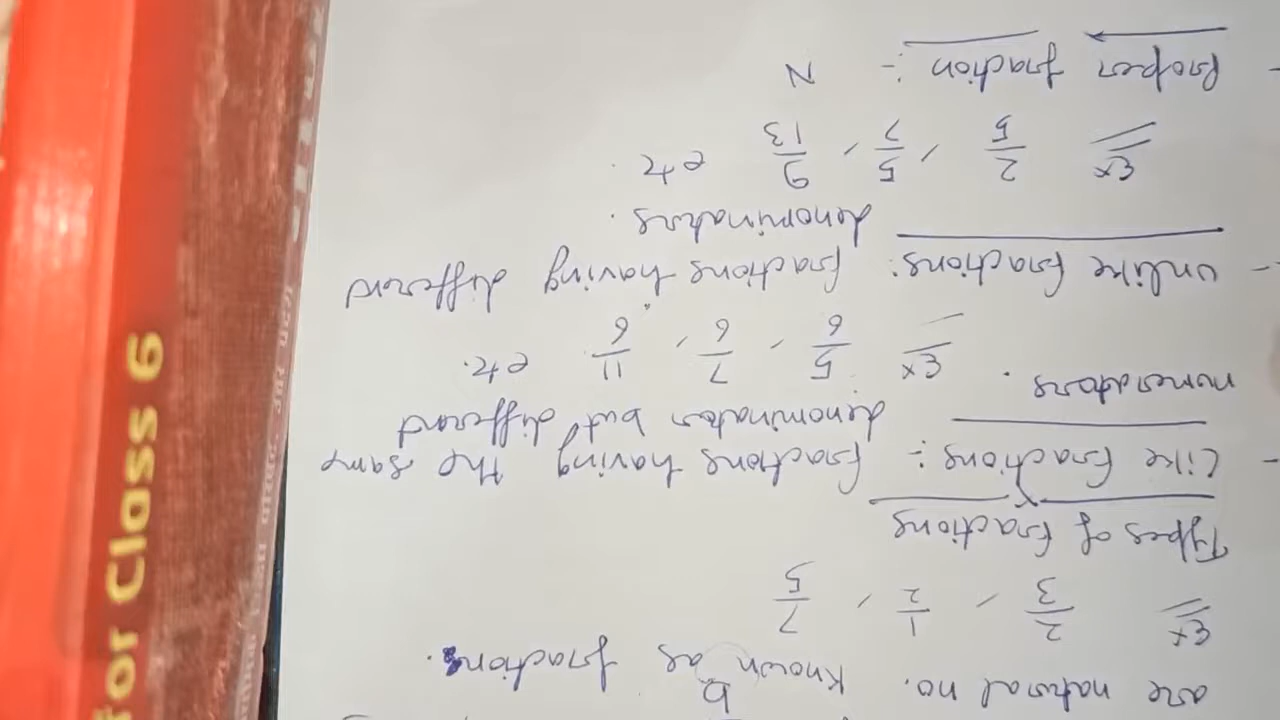 are natural no. known as fraction.
b
Ex 2/3, 1/2, 7/5
Types of fractions
- Like fractions :- fractions having the same
denominator but different
numerators.
Ex 5/6, 7/6, 11/6 etc.
- Unlike fractions: fractions having different
denominators.
Ex 2/5, 5/7, 9/13 etc.
- Proper fraction :- N
For Class 6